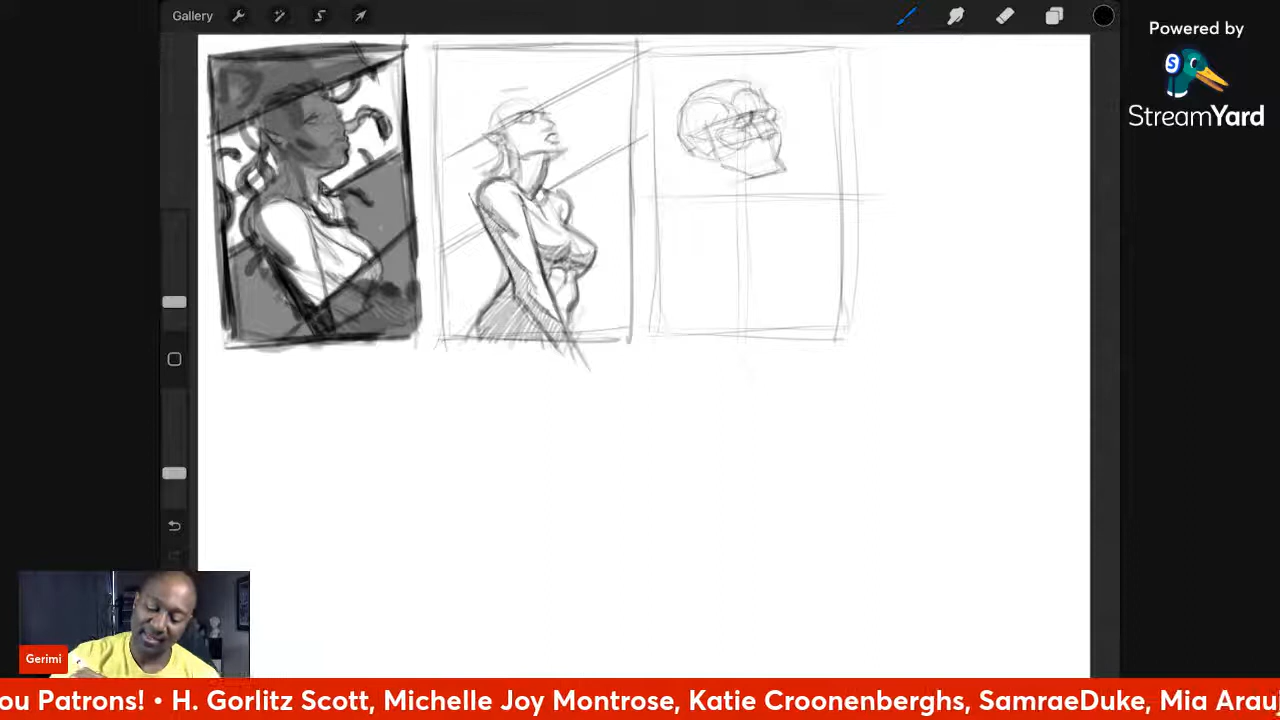 Gallery
Powered by
S
StreamYard
Gerimi
ou Patrons! • H. Gorlitz Scott, Michelle Joy Montrose, Katie Croonenberghs, SamraeDuke, Mia Arau